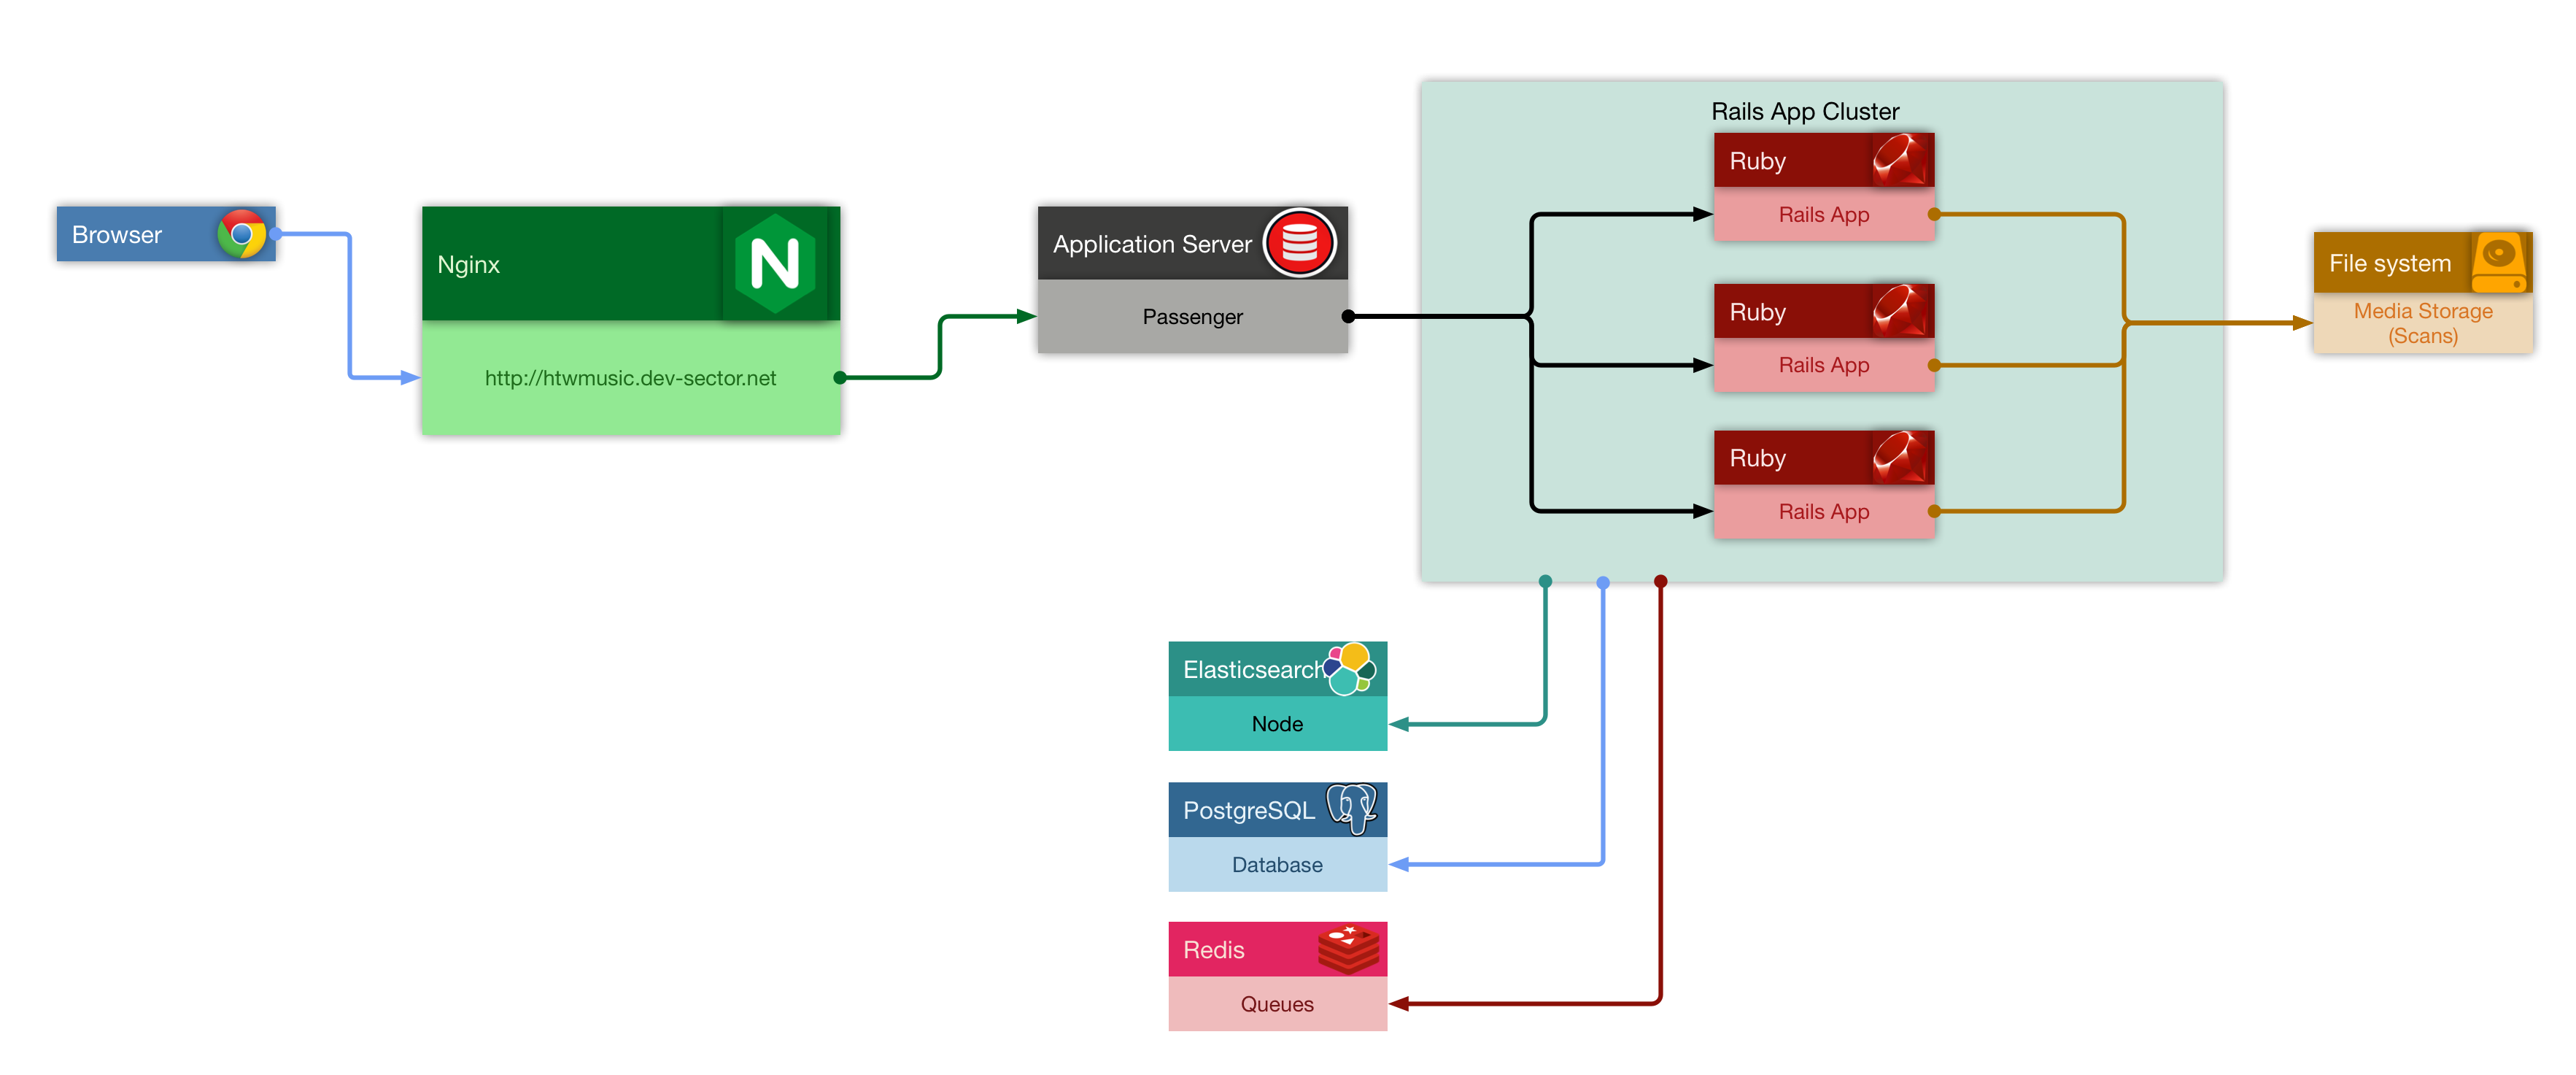 Browser
Nginx
http://htwmusic.dev-sector.net
Application Server
Passenger
Rails App Cluster
Ruby
Rails App
Ruby
Rails App
Ruby
Rails App
File system
Media Storage
(Scans)
Elasticsearch
Node
PostgreSQL
Database
Redis
Queues